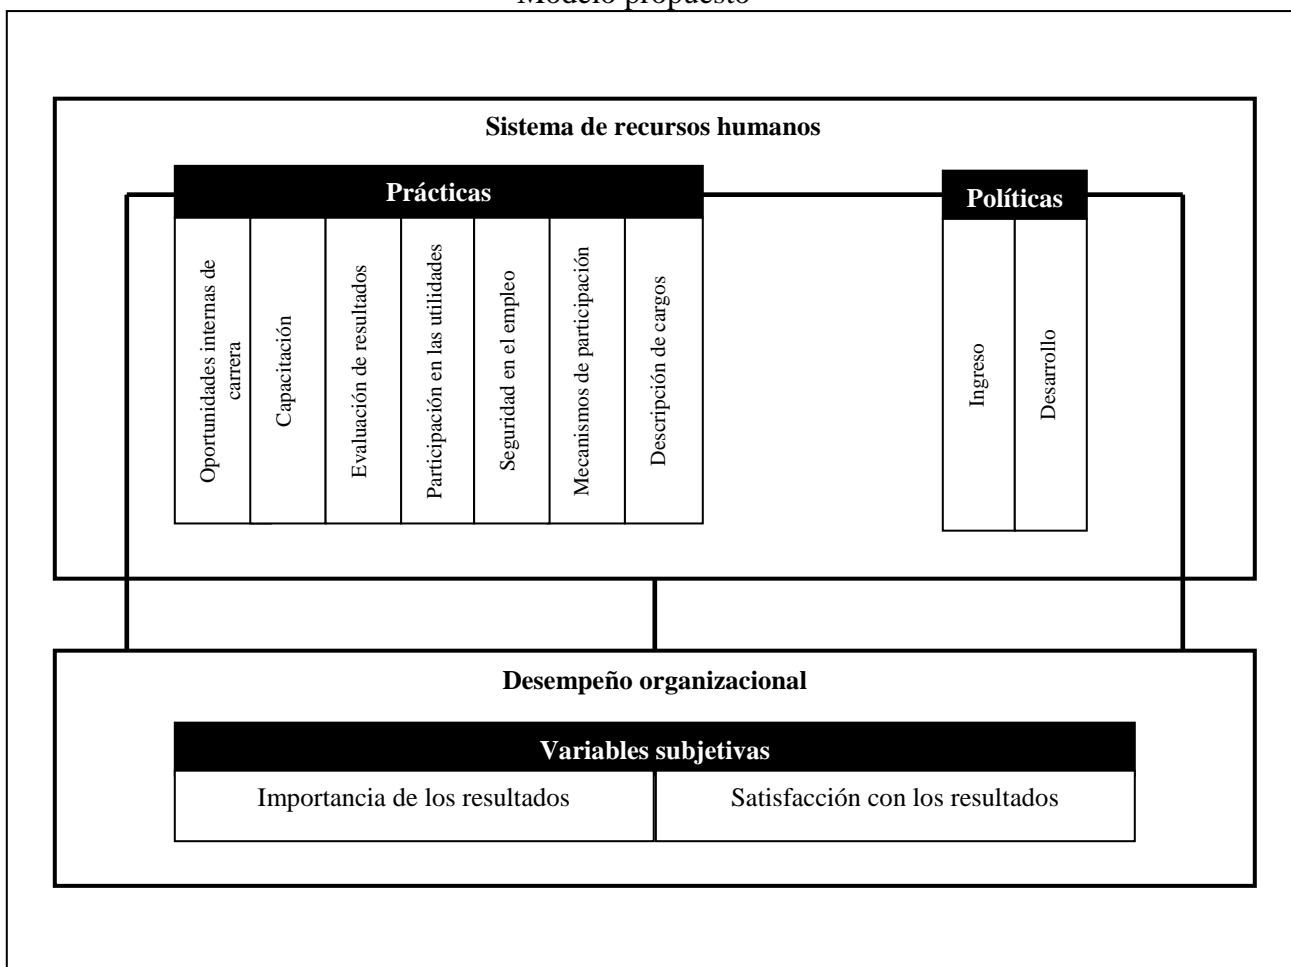 Modelo propuesto
Sistema de recursos humanos
Prácticas
Políticas
Oportunidades internas de
carrera
Capacitación
Evaluación de resultados
Participación en las utilidades
Seguridad en el empleo
Mecanismos de participación
Descripción de cargos
Ingreso
Desarrollo
Desempeño organizacional
Variables subjetivas
Importancia de los resultados
Satisfacción con los resultados